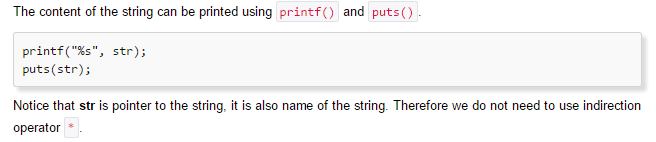 The content of the string can be printed using printf() and puts() .
printf("%s", str);
puts(str);
Notice that str is pointer to the string, it is also name of the string. Therefore we do not need to use indirection
operator * .